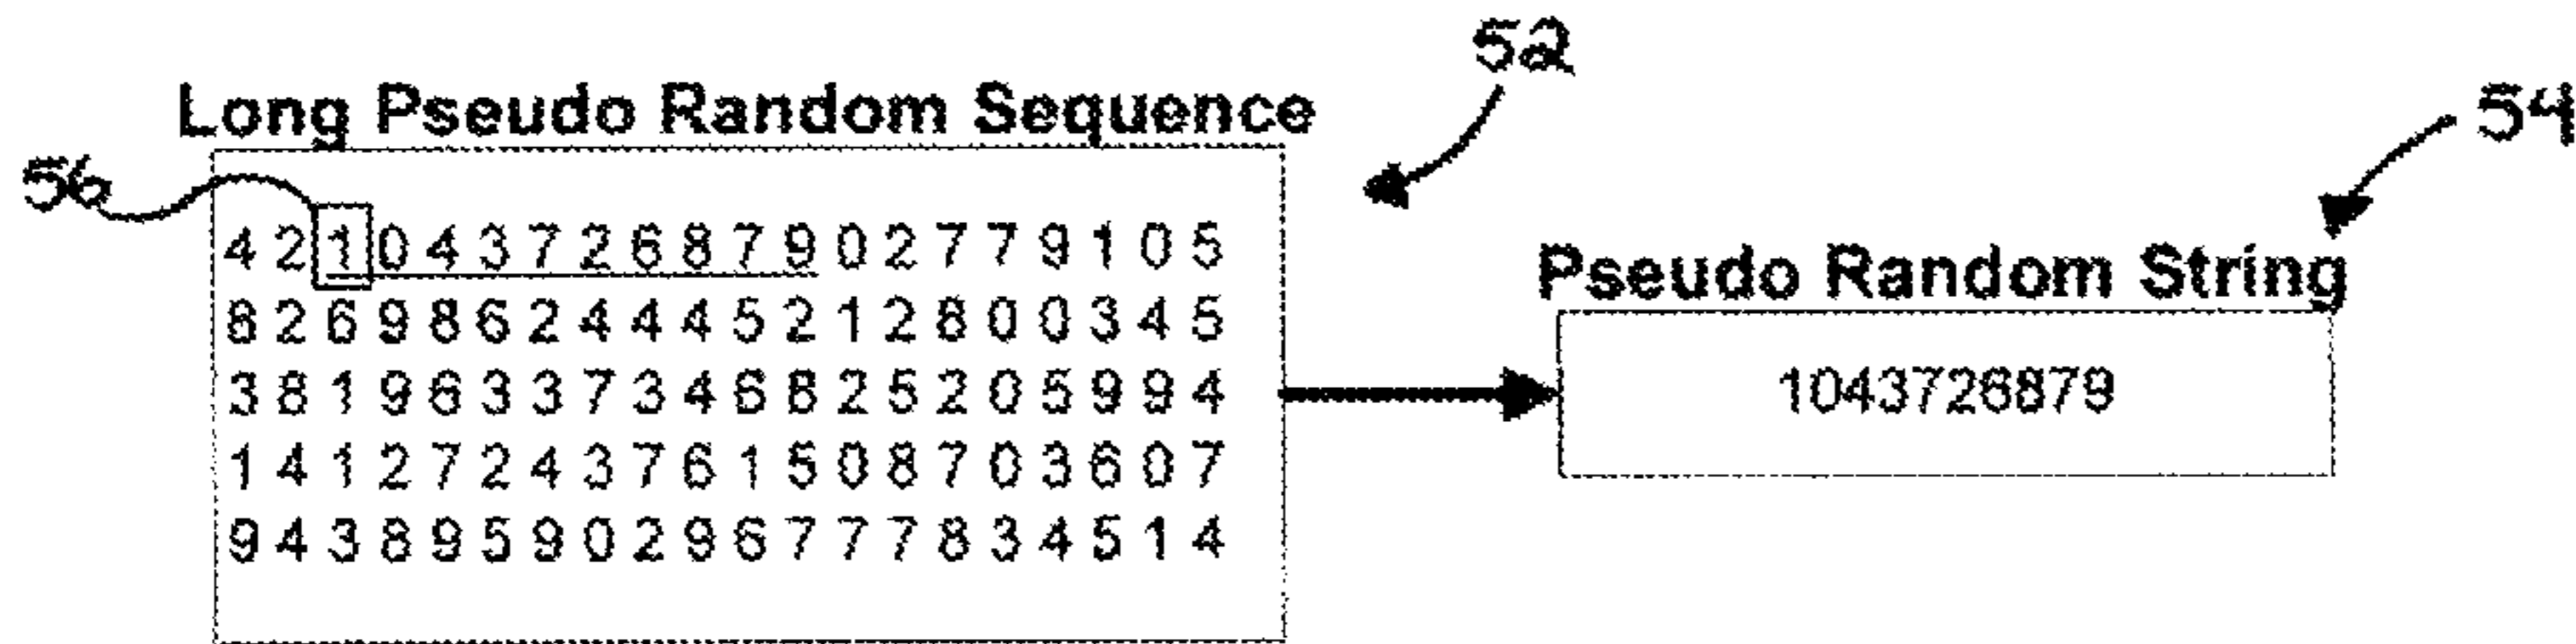 52
Long Pseudo Random Sequence
54
56
4 2 1 0 4 3 7 2 6 8 7 9 0 2 7 7 9 1 0 5
Pseudo Random String
8 2 6 9 8 6 2 4 4 4 5 2 1 2 8 0 0 3 4 5
3 8 1 9 6 3 3 7 3 4 6 8 2 5 2 0 5 9 9 4
1043726879
1 4 1 2 7 2 4 3 7 6 1 5 0 8 7 0 3 6 0 7
9 4 3 8 9 5 9 0 2 9 6 7 7 7 8 3 4 5 1 4